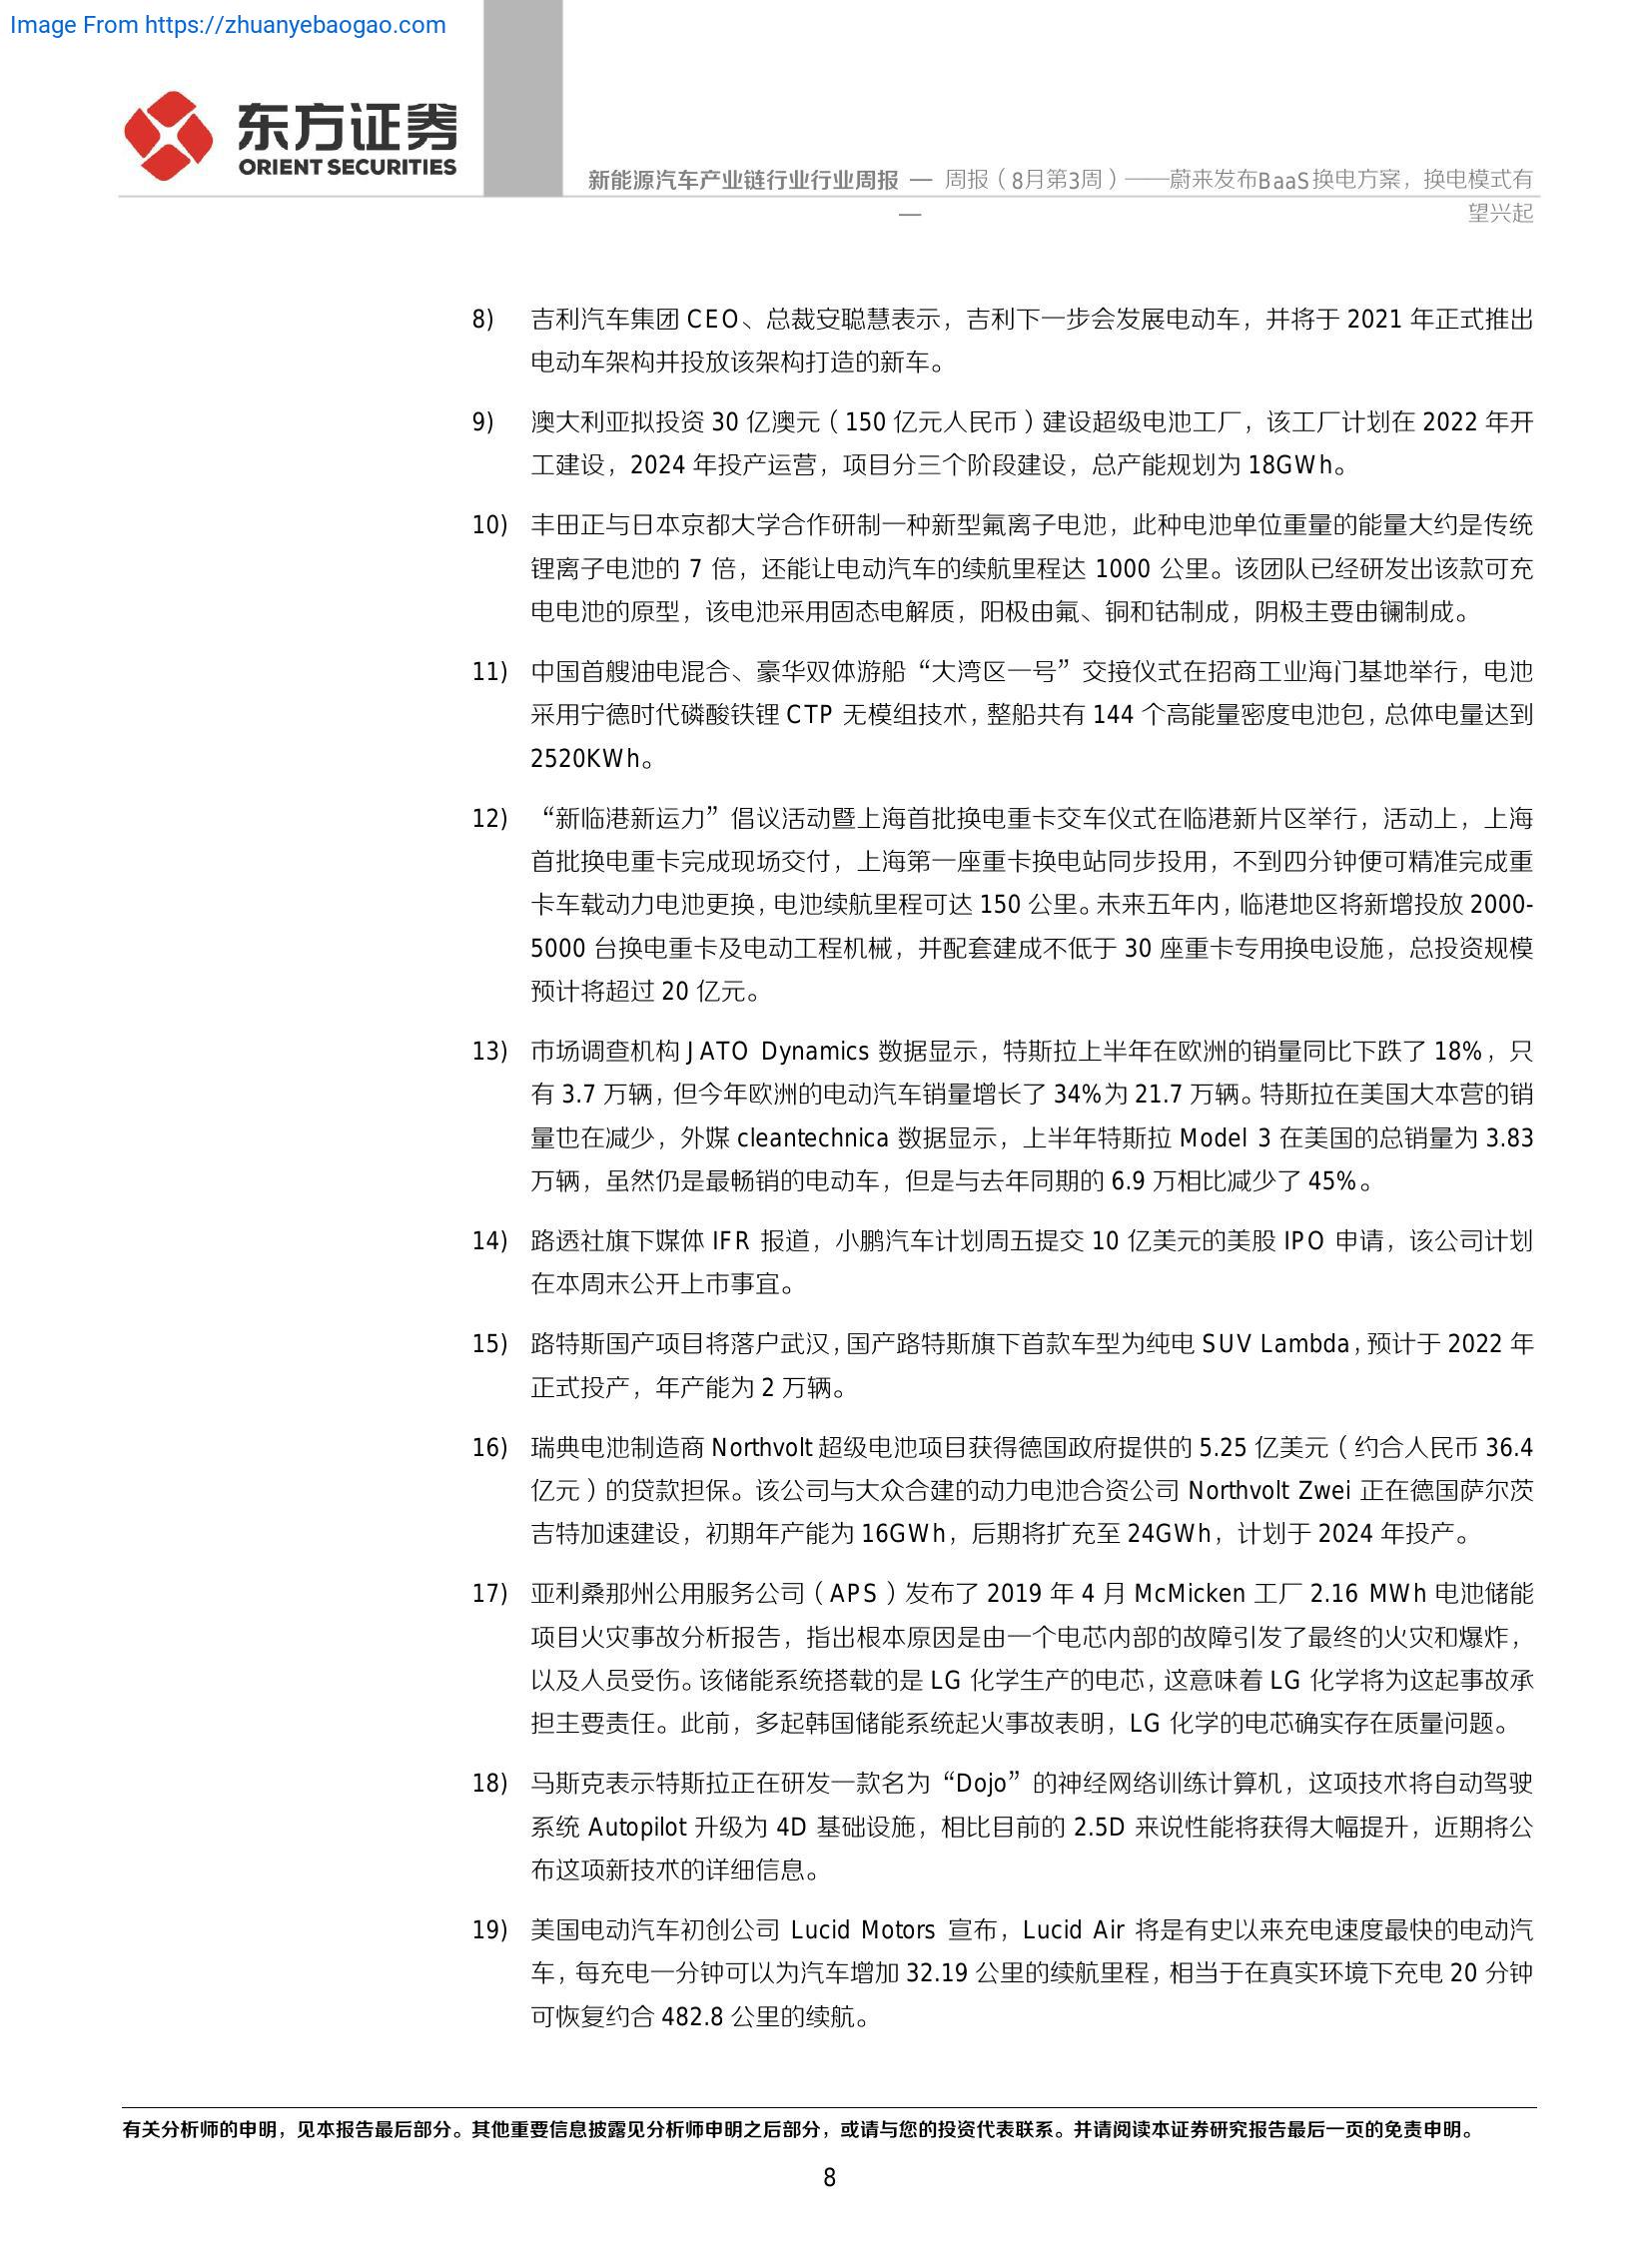 Image From https://zhuanyebaogao.com
东方证券
ORIENT SECURITIES
新能源汽车产业链行业行业周报 — 周报（8月第3周）——蔚来发布BaaS换电方案，换电模式有
— 望兴起
8) 吉利汽车集团 CEO、总裁安聪慧表示，吉利下一步会发展电动车，并将于 2021 年正式推出
电动车架构并投放该架构打造的新车。
9) 澳大利亚拟投资 30 亿澳元（150 亿元人民币）建设超级电池工厂，该工厂计划在 2022 年开
工建设，2024 年投产运营，项目分三个阶段建设，总产能规划为 18GWh。
10) 丰田正与日本京都大学合作研制一种新型氟离子电池，此种电池单位重量的能量大约是传统
锂离子电池的 7 倍，还能让电动汽车的续航里程达 1000 公里。该团队已经研发出该款可充
电电池的原型，该电池采用固态电解质，阳极由氟、铜和钴制成，阴极主要由镧制成。
11) 中国首艘油电混合、豪华双体游船“大湾区一号”交接仪式在招商工业海门基地举行，电池
采用宁德时代磷酸铁锂 CTP 无模组技术，整船共有 144 个高能量密度电池包，总体电量达到
2520KWh。
12) “新临港新运力”倡议活动暨上海首批换电重卡交车仪式在临港新片区举行，活动上，上海
首批换电重卡完成现场交付，上海第一座重卡换电站同步投用，不到四分钟便可精准完成重
卡车载动力电池更换，电池续航里程可达 150 公里。未来五年内，临港地区将新增投放 2000-
5000 台换电重卡及电动工程机械，并配套建成不低于 30 座重卡专用换电设施，总投资规模
预计将超过 20 亿元。
13) 市场调查机构 JATO Dynamics 数据显示，特斯拉上半年在欧洲的销量同比下跌了 18%，只
有 3.7 万辆，但今年欧洲的电动汽车销量增长了 34%为 21.7 万辆。特斯拉在美国大本营的销
量也在减少，外媒 cleantechnica 数据显示，上半年特斯拉 Model 3 在美国的总销量为 3.83
万辆，虽然仍是最畅销的电动车，但是与去年同期的 6.9 万相比减少了 45%。
14) 路透社旗下媒体 IFR 报道，小鹏汽车计划周五提交 10 亿美元的美股 IPO 申请，该公司计划
在本周末公开上市事宜。
15) 路特斯国产项目将落户武汉，国产路特斯旗下首款车型为纯电 SUV Lambda，预计于 2022 年
正式投产，年产能为 2 万辆。
16) 瑞典电池制造商 Northvolt 超级电池项目获得德国政府提供的 5.25 亿美元（约合人民币 36.4
亿元）的贷款担保。该公司与大众合建的动力电池合资公司 Northvolt Zwei 正在德国萨尔茨
吉特加速建设，初期年产能为 16GWh，后期将扩充至 24GWh，计划于 2024 年投产。
17) 亚利桑那州公用服务公司（APS）发布了 2019 年 4 月 McMicken 工厂 2.16 MWh 电池储能
项目火灾事故分析报告，指出根本原因是由一个电芯内部的故障引发了最终的火灾和爆炸，
以及人员受伤。该储能系统搭载的是 LG 化学生产的电芯，这意味着 LG 化学将为这起事故承
担主要责任。此前，多起韩国储能系统起火事故表明，LG 化学的电芯确实存在质量问题。
18) 马斯克表示特斯拉正在研发一款名为“Dojo”的神经网络训练计算机，这项技术将自动驾驶
系统 Autopilot 升级为 4D 基础设施，相比目前的 2.5D 来说性能将获得大幅提升，近期将公
布这项新技术的详细信息。
19) 美国电动汽车初创公司 Lucid Motors 宣布，Lucid Air 将是有史以来充电速度最快的电动汽
车，每充电一分钟可以为汽车增加 32.19 公里的续航里程，相当于在真实环境下充电 20 分钟
可恢复约合 482.8 公里的续航。
有关分析师的申明，见本报告最后部分。其他重要信息披露见分析师申明之后部分，或请与您的投资代表联系。并请阅读本证券研究报告最后一页的免责申明。
8